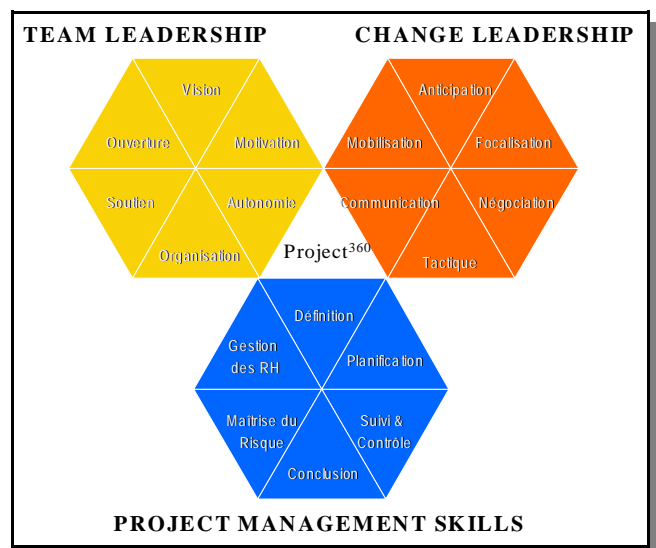 TEAM LEADERSHIP
CHANGE LEADERSHIP
Vision
Ouverture
Motivation
Soutien
Autonomie
Organisation
Anticipation
Mobilisation
Focalisation
Communication
Négociation
Tactique
Project³⁶⁰
Définition
Gestion
des RH
Planification
Maîtrise du
Risque
Suivi &
Contrôle
Conclusion
PROJECT MANAGEMENT SKILLS